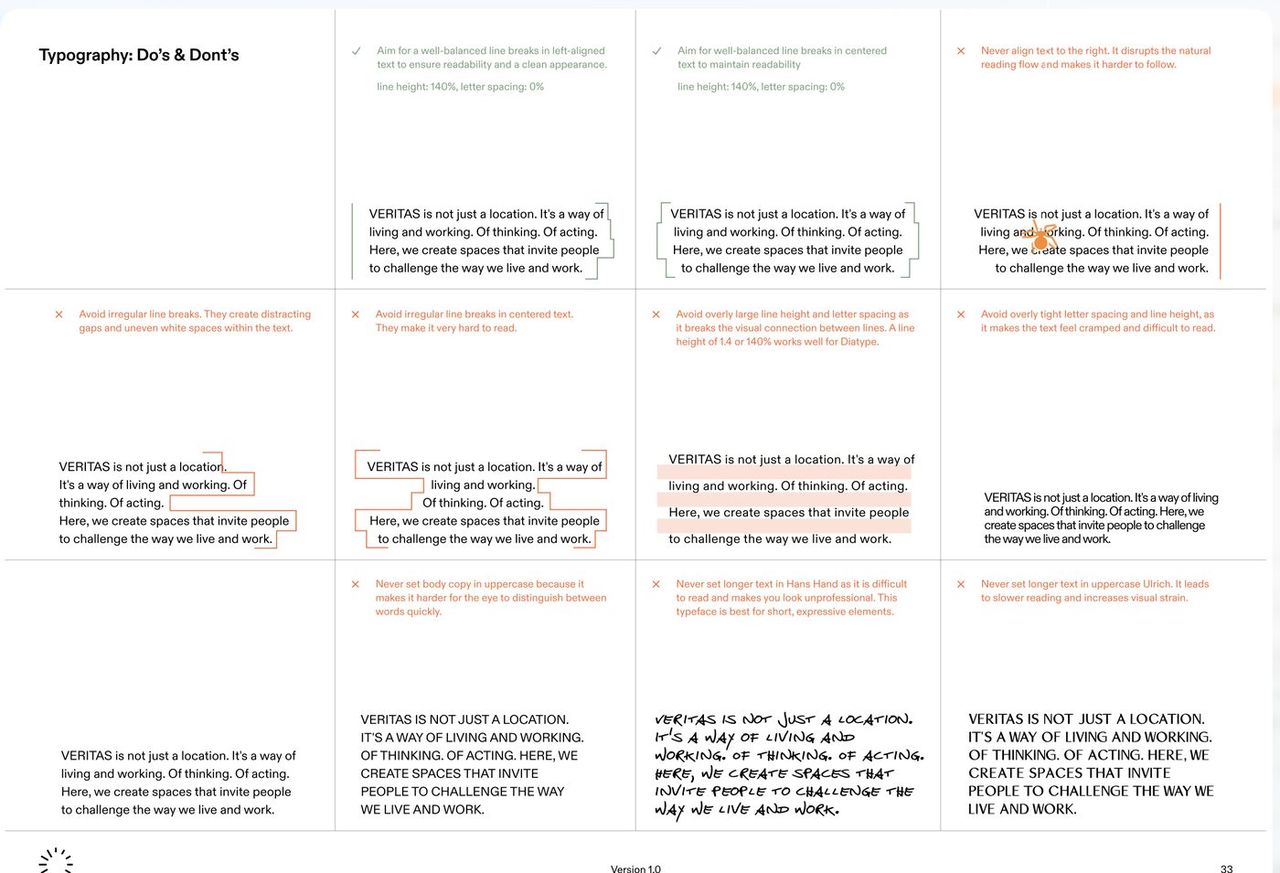 Typography: Do's & Dont's
Aim for a well-balanced line breaks in left-aligned
text to ensure readability and a clean appearance.
line height: 140%, letter spacing: 0%
VERITAS is not just a location. It's a way of
living and working. Of thinking. Of acting.
Here, we create spaces that invite people
to challenge the way we live and work.
Aim for well-balanced line breaks in centered
text to maintain readability
line height: 140%, letter spacing: 0%
VERITAS is not just a location. It's a way of
living and working. Of thinking. Of acting.
Here, we create spaces that invite people
to challenge the way we live and work.
Never align text to the right. It disrupts the natural
reading flow and makes it harder to follow.
VERITAS is not just a location. It's a way of
living and working. Of thinking. Of acting.
Here, we create spaces that invite people
to challenge the way we live and work.
Avoid irregular line breaks. They create distracting
gaps and uneven white spaces within the text.
VERITAS is not just a location.
It's a way of living and working. Of
thinking. Of acting.
Here, we create spaces that invite people
to challenge the way we live and work.
Avoid irregular line breaks in centered text.
They make it very hard to read.
VERITAS is not just a location. It's a way of
living and working.
Of thinking. Of acting.
Here, we create spaces that invite people
to challenge the way we live and work.
Avoid overly large line height and letter spacing as
it breaks the visual connection between lines. A line
height of 1.4 or 140% works well for Diatype.
VERITAS is not just a location. It's a way of
living and working. Of thinking. Of acting.
Here, we create spaces that invite people
to challenge the way we live and work.
Avoid overly tight letter spacing and line height, as
it makes the text feel cramped and difficult to read.
VERITAS is not just a location. It's a way of living
and working. Of thinking. Of acting. Here, we
create spaces that invite people to challenge
the way we live and work.
VERITAS is not just a location. It's a way of
living and working. Of thinking. Of acting.
Here, we create spaces that invite people
to challenge the way we live and work.
Never set body copy in uppercase because it
makes it harder for the eye to distinguish between
words quickly.
VERITAS IS NOT JUST A LOCATION.
IT'S A WAY OF LIVING AND WORKING.
OF THINKING. OF ACTING. HERE, WE
CREATE SPACES THAT INVITE
PEOPLE TO CHALLENGE THE WAY
WE LIVE AND WORK.
Never set longer text in Hans Hand as it is difficult
to read and makes you look unprofessional. This
typeface is best for short, expressive elements.
VERITAS IS NOT JUST A LOCATION.
IT'S A WAY OF LIVING AND
WORKING. OF THINKING. OF ACTING.
HERE, WE CREATE SPACES THAT
INVITE PEOPLE TO CHALLENGE THE
WAY WE LIVE AND WORK.
Never set longer text in uppercase Ulrich. It leads
to slower reading and increases visual strain.
VERITAS IS NOT JUST A LOCATION.
IT'S A WAY OF LIVING AND WORKING.
OF THINKING. OF ACTING. HERE, WE
CREATE SPACES THAT INVITE
PEOPLE TO CHALLENGE THE WAY WE
LIVE AND WORK.
Version 1.0
33